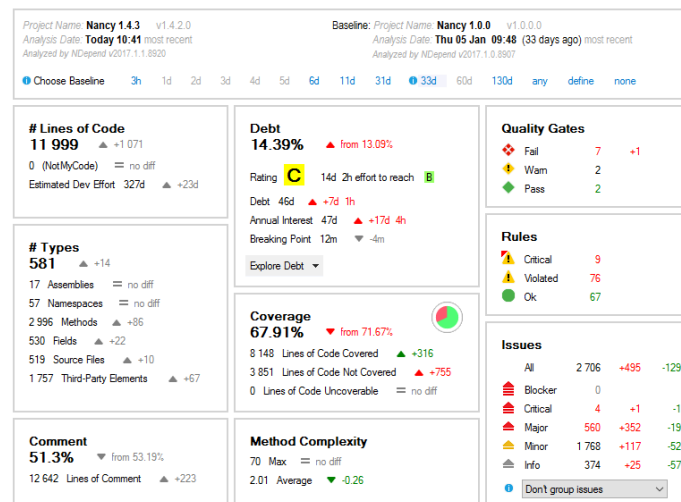 Project Name: Nancy 1.4.3 v1.4.2.0
Analysis Date: Today 10:41 most recent
Analyzed by NDepend v2017.1.1.8920
Baseline: Project Name: Nancy 1.0.0 v1.0.0.0
Analysis Date: Thu 05 Jan 09:48 (33 days ago) most recent
Analyzed by NDepend v2017.1.0.8907
Choose Baseline 3h 1d 2d 3d 4d 5d 6d 11d 31d 33d 60d 130d any define none
# Lines of Code
11 999 +1 071
0 (NotMyCode) no diff
Estimated Dev Effort 327d +23d
# Types
581 +14
17 Assemblies no diff
57 Namespaces no diff
2 996 Methods +86
530 Fields +22
519 Source Files +10
1 757 Third-Party Elements +67
Comment
51.3% from 53.19%
12 642 Lines of Comment +223
Debt
14.39% from 13.09%
Rating C 14d 2h effort to reach B
Debt 46d +7d 1h
Annual Interest 47d +17d 4h
Breaking Point 12m -4m
Explore Debt
Coverage
67.91% from 71.67%
8 148 Lines of Code Covered +316
3 851 Lines of Code Not Covered +755
0 Lines of Code Uncoverable no diff
Method Complexity
70 Max no diff
2.01 Average -0.26
Quality Gates
Fail 7 +1
Warn 2
Pass 2
Rules
Critical 9
Violated 76
Ok 67
Issues
All 2 706 +495 -129
Blocker 0
Critical 4 +1 -1
Major 560 +352 -19
Minor 1 768 +117 -52
Info 374 +25 -57
Don't group issues